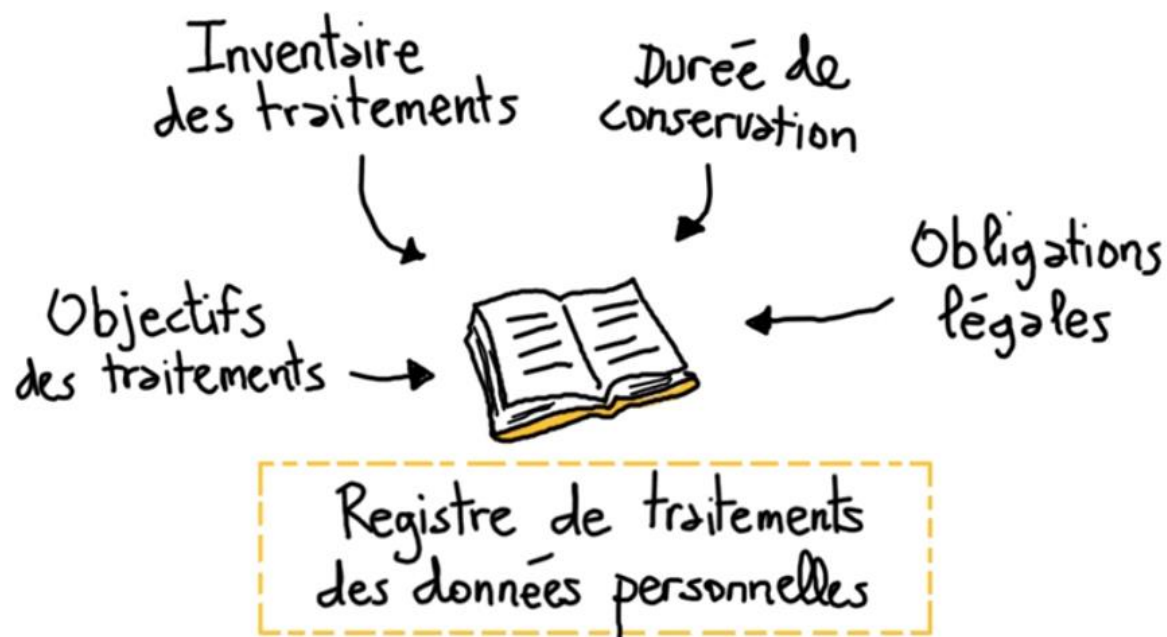 Inventaire
des traitements
Durée de
conservation
Objectifs
des traitements
Obligations
légales
Registre de traitements
des données personnelles